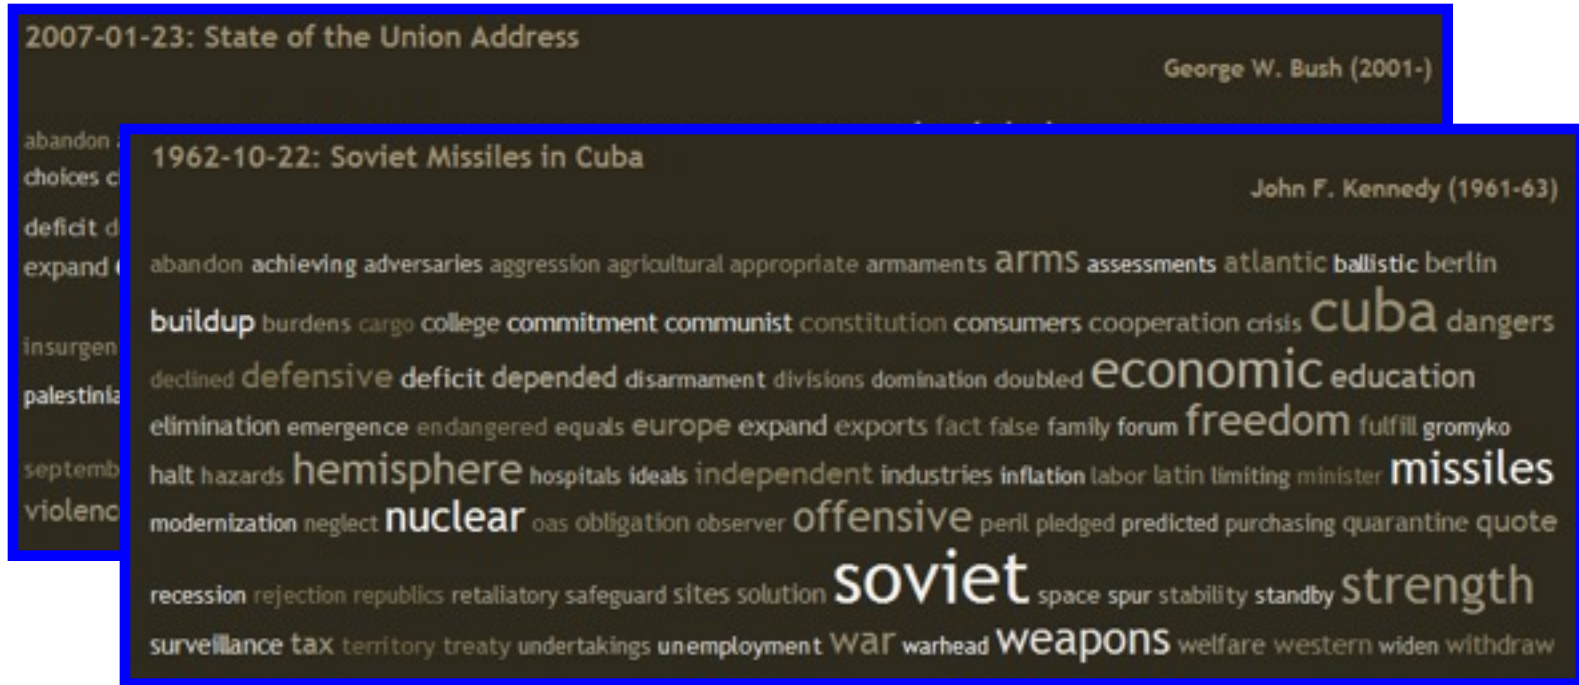 2007-01-23: State of the Union Address
George W. Bush (2001-)
abandon
choices
deficit
expand
1962-10-22: Soviet Missiles in Cuba
John F. Kennedy (1961-63)
abandon achieving adversaries aggression agricultural appropriate armaments arms assessments atlantic ballistic berlin
buildup burdens cargo college commitment communist constitution consumers cooperation crisis cuba dangers
declined defensive deficit depended disarmament divisions domination doubled economic education
elimination emergence endangered equals europe expand exports fact false family forum freedom fulfill gromyko
halt hazards hemisphere hospitals ideals independent industries inflation labor latin limiting minister missiles
modernization neglect nuclear oas obligation observer offensive peril pledged predicted purchasing quarantine quote
recession rejection republics retaliatory safeguard sites solution soviet space spur stability standby strength
surveillance tax territory treaty undertakings unemployment war warhead weapons welfare western widen withdraw